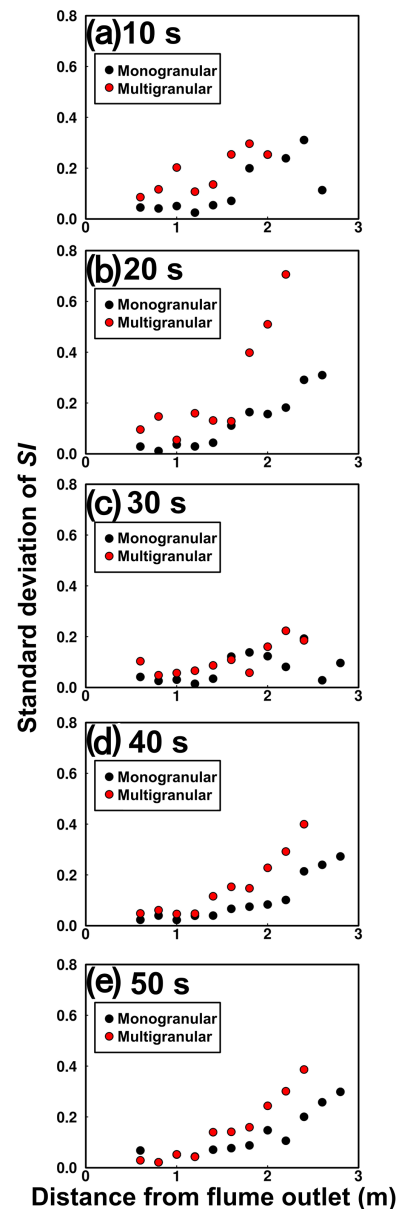 Standard deviation of SI
0.8
(a)10 s
Monogranular
0.6
Multigranular
0.4
0.2
0.0
0 1 2 3
0.8
(b)20 s
Monogranular
0.6
Multigranular
0.4
0.2
0.0
0 1 2 3
0.8
(c) 30 s
Monogranular
0.6
Multigranular
0.4
0.2
0.0
0 1 2 3
0.8
(d) 40 s
Monogranular
0.6
Multigranular
0.4
0.2
0.0
0 1 2 3
0.8
(e) 50 s
Monogranular
0.6
Multigranular
0.4
0.2
0.0
0 1 2 3
Distance from flume outlet (m)